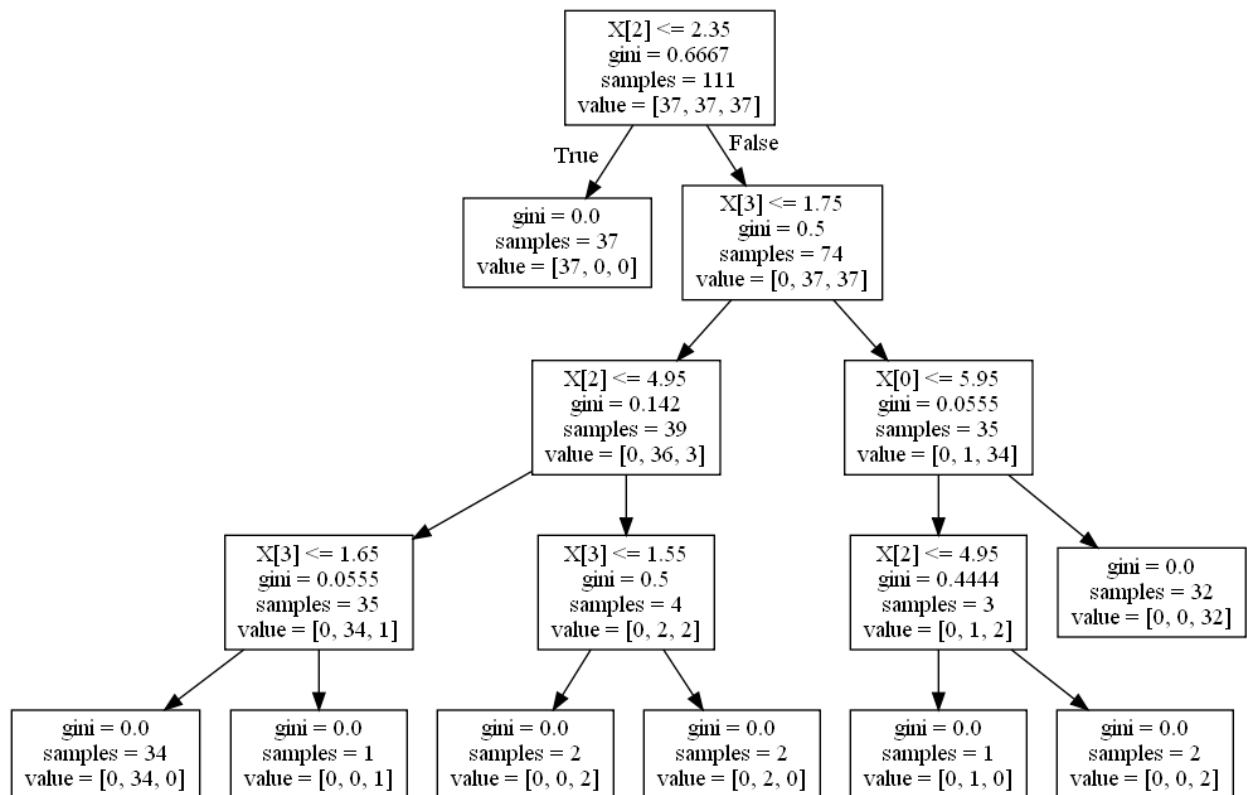 X[2] <= 2.35
gini = 0.6667
samples = 111
value = [37, 37, 37]
True
False
gini = 0.0
samples = 37
value = [37, 0, 0]
X[3] <= 1.75
gini = 0.5
samples = 74
value = [0, 37, 37]
X[2] <= 4.95
gini = 0.142
samples = 39
value = [0, 36, 3]
X[0] <= 5.95
gini = 0.0555
samples = 35
value = [0, 1, 34]
X[3] <= 1.65
gini = 0.0555
samples = 35
value = [0, 34, 1]
X[3] <= 1.55
gini = 0.5
samples = 4
value = [0, 2, 2]
X[2] <= 4.95
gini = 0.4444
samples = 3
value = [0, 1, 2]
gini = 0.0
samples = 32
value = [0, 0, 32]
gini = 0.0
samples = 34
value = [0, 34, 0]
gini = 0.0
samples = 1
value = [0, 0, 1]
gini = 0.0
samples = 2
value = [0, 0, 2]
gini = 0.0
samples = 2
value = [0, 2, 0]
gini = 0.0
samples = 1
value = [0, 1, 0]
gini = 0.0
samples = 2
value = [0, 0, 2]